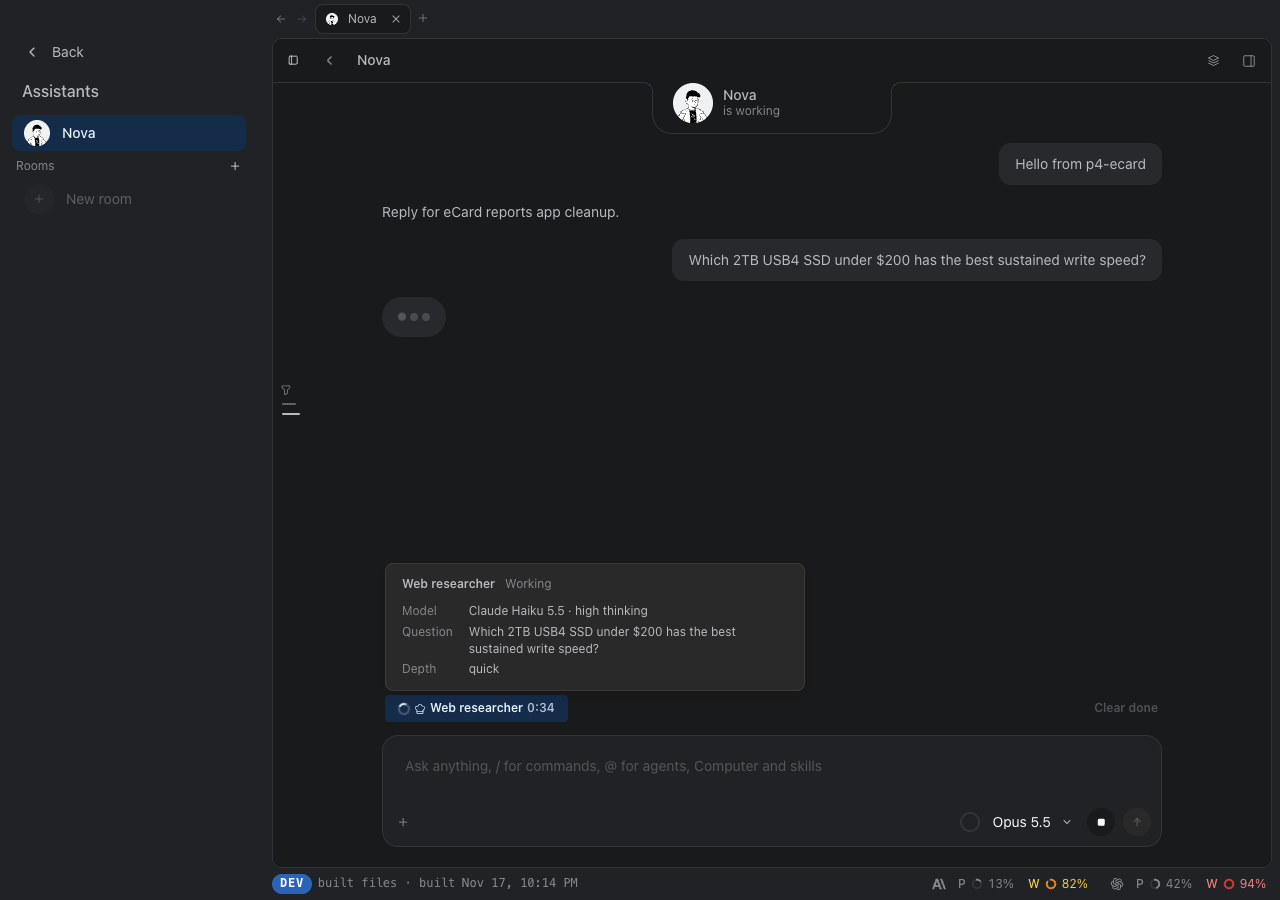 Nova
Back
Nova
Assistants
Nova
is working
Nova
Hello from p4-ecard
Rooms
New room
Reply for eCard reports app cleanup.
Which 2TB USB4 SSD under $200 has the best sustained write speed?
Web researcher Working
Model Claude Haiku 5.5 · high thinking
Question Which 2TB USB4 SSD under $200 has the best
sustained write speed?
Depth quick
Web researcher 0:34
Clear done
Ask anything, / for commands, @ for agents, Computer and skills
Opus 5.5
DEV built files · built Nov 17, 10:14 PM
P 13% W 82% P 42% W 94%